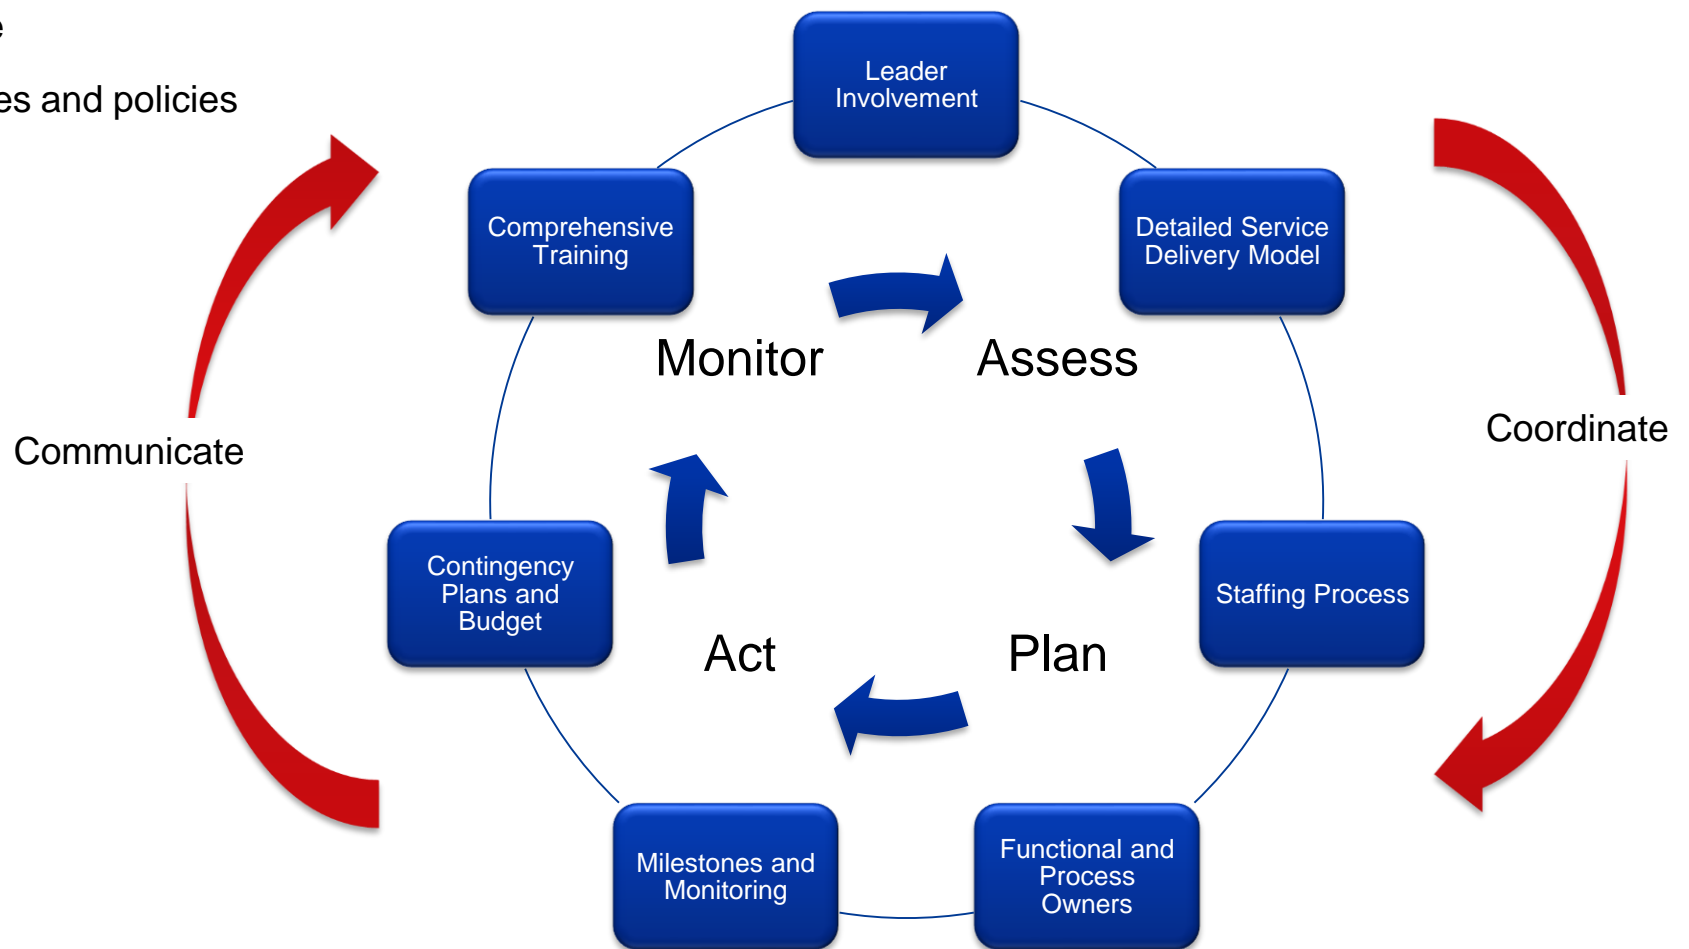 e
es and policies
Leader
Involvement
Comprehensive
Training
Detailed Service
Delivery Model
Monitor
Assess
Communicate
Coordinate
Contingency
Plans and
Budget
Staffing Process
Act
Plan
Milestones and
Monitoring
Functional and
Process
Owners